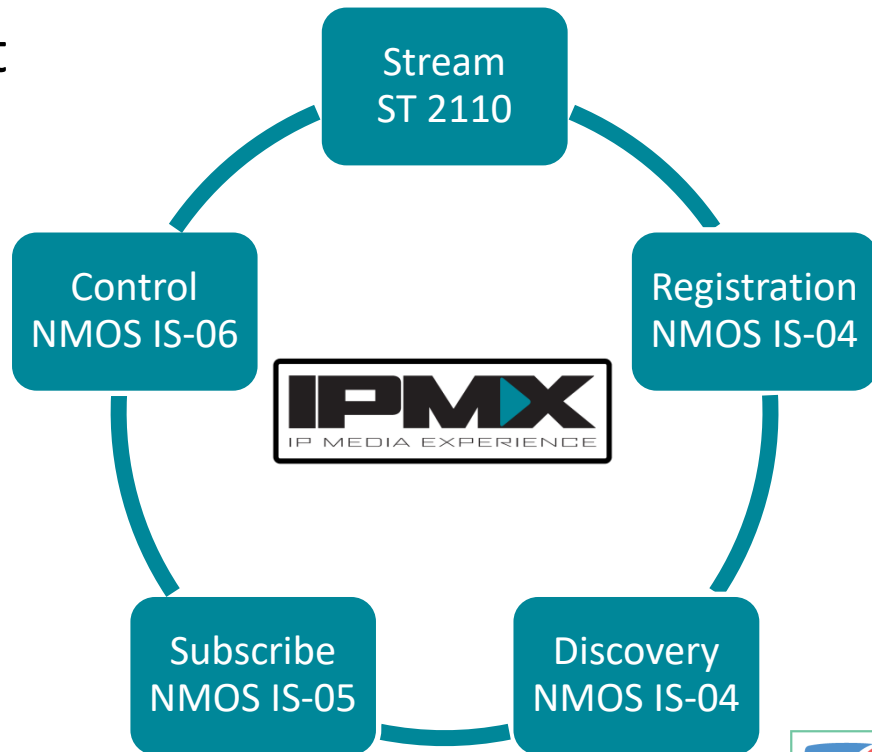 t
Stream
ST 2110
Control
NMOS IS-06
Registration
NMOS IS-04
IPMX
IP MEDIA EXPERIENCE
Subscribe
NMOS IS-05
Discovery
NMOS IS-04